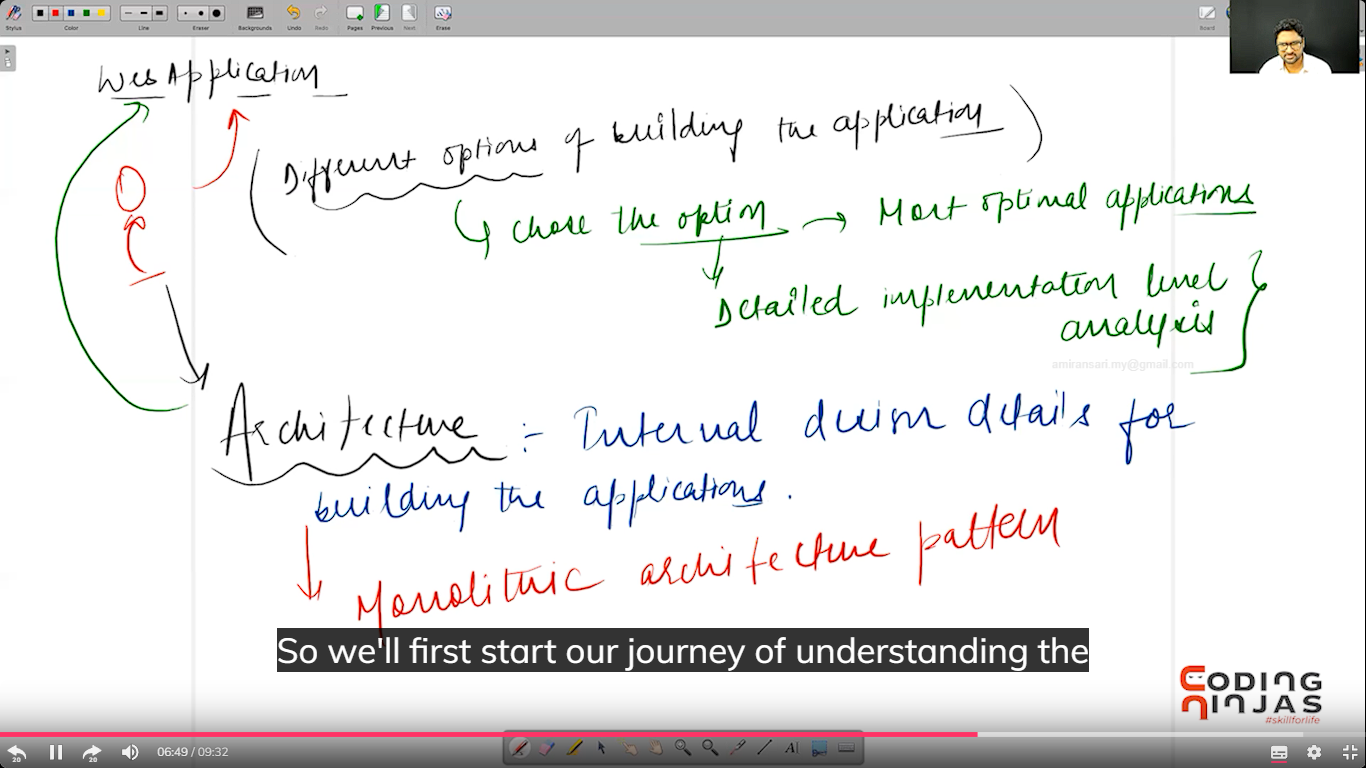 Stylus
Color
Line
Eraser
Backgrounds
Undo
Redo
Pages
Previous
Next
Erase
Board
Web Application
(Different options of building the application)
Chose the option → Most optimal applications
Detailed implementation level
analysis
amiransari.my@gmail.com
Architecture :- Internal design details for
building the applications.
Monolithic architecture pattern
So we'll first start our journey of understanding the
CODING
NINJAS
#skillforlife
20
20
06:49 / 09:32